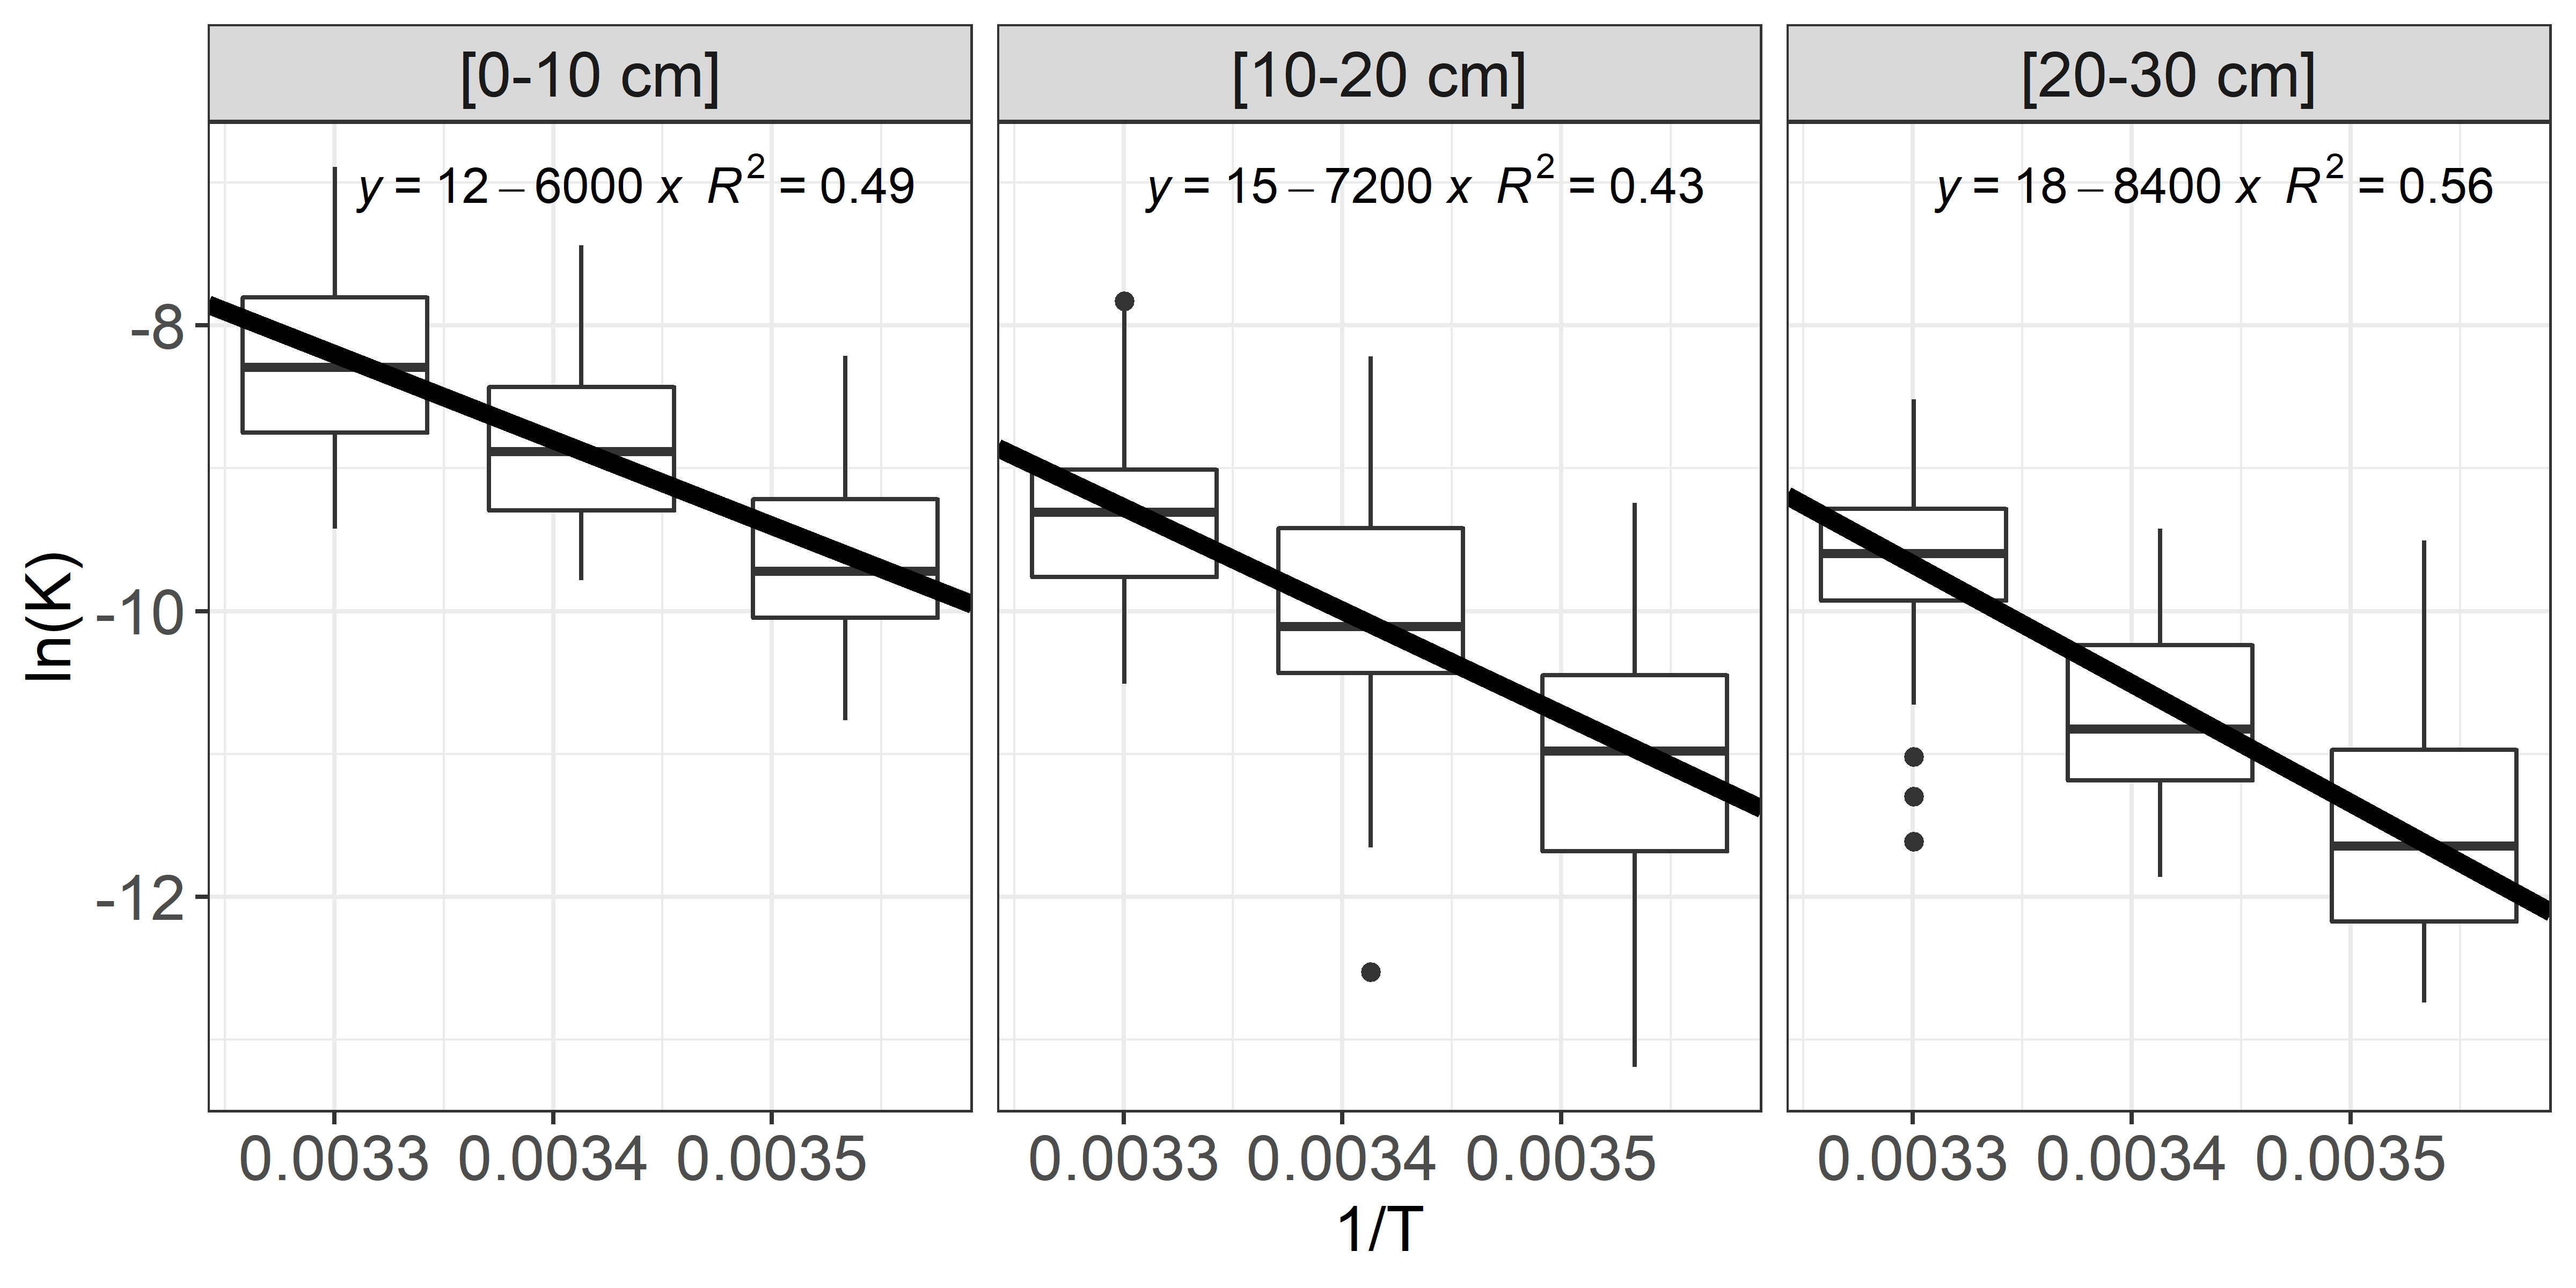 [0-10 cm] [10-20 cm] [20-30 cm]
y = 12 – 6000 x R² = 0.49
y = 15 – 7200 x R² = 0.43
y = 18 – 8400 x R² = 0.56
-8
-10
-12
ln(K)
0.0033 0.0034 0.0035 0.0033 0.0034 0.0035 0.0033 0.0034 0.0035
1/T